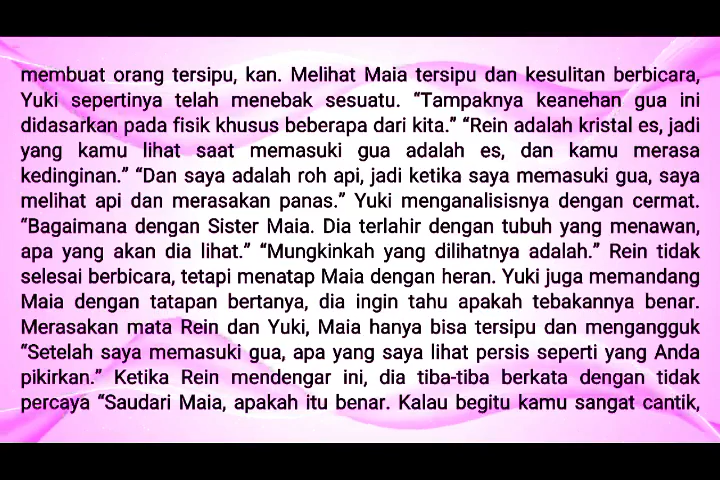 membuat orang tersipu, kan. Melihat Maia tersipu dan kesulitan berbicara,
Yuki sepertinya telah menebak sesuatu. “Tampaknya keanehan gua ini
didasarkan pada fisik khusus beberapa dari kita.” “Rein adalah kristal es, jadi
yang kamu lihat saat memasuki gua adalah es, dan kamu merasa
kedinginan.” “Dan saya adalah roh api, jadi ketika saya memasuki gua, saya
melihat api dan merasakan panas.” Yuki menganalisisnya dengan cermat.
“Bagaimana dengan Sister Maia. Dia terlahir dengan tubuh yang menawan,
apa yang akan dia lihat.” “Mungkinkah yang dilihatnya adalah.” Rein tidak
selesai berbicara, tetapi menatap Maia dengan heran. Yuki juga memandang
Maia dengan tatapan bertanya, dia ingin tahu apakah tebakannya benar.
Merasakan mata Rein dan Yuki, Maia hanya bisa tersipu dan mengangguk
“Setelah saya memasuki gua, apa yang saya lihat persis seperti yang Anda
pikirkan.” Ketika Rein mendengar ini, dia tiba-tiba berkata dengan tidak
percaya “Saudari Maia, apakah itu benar. Kalau begitu kamu sangat cantik,